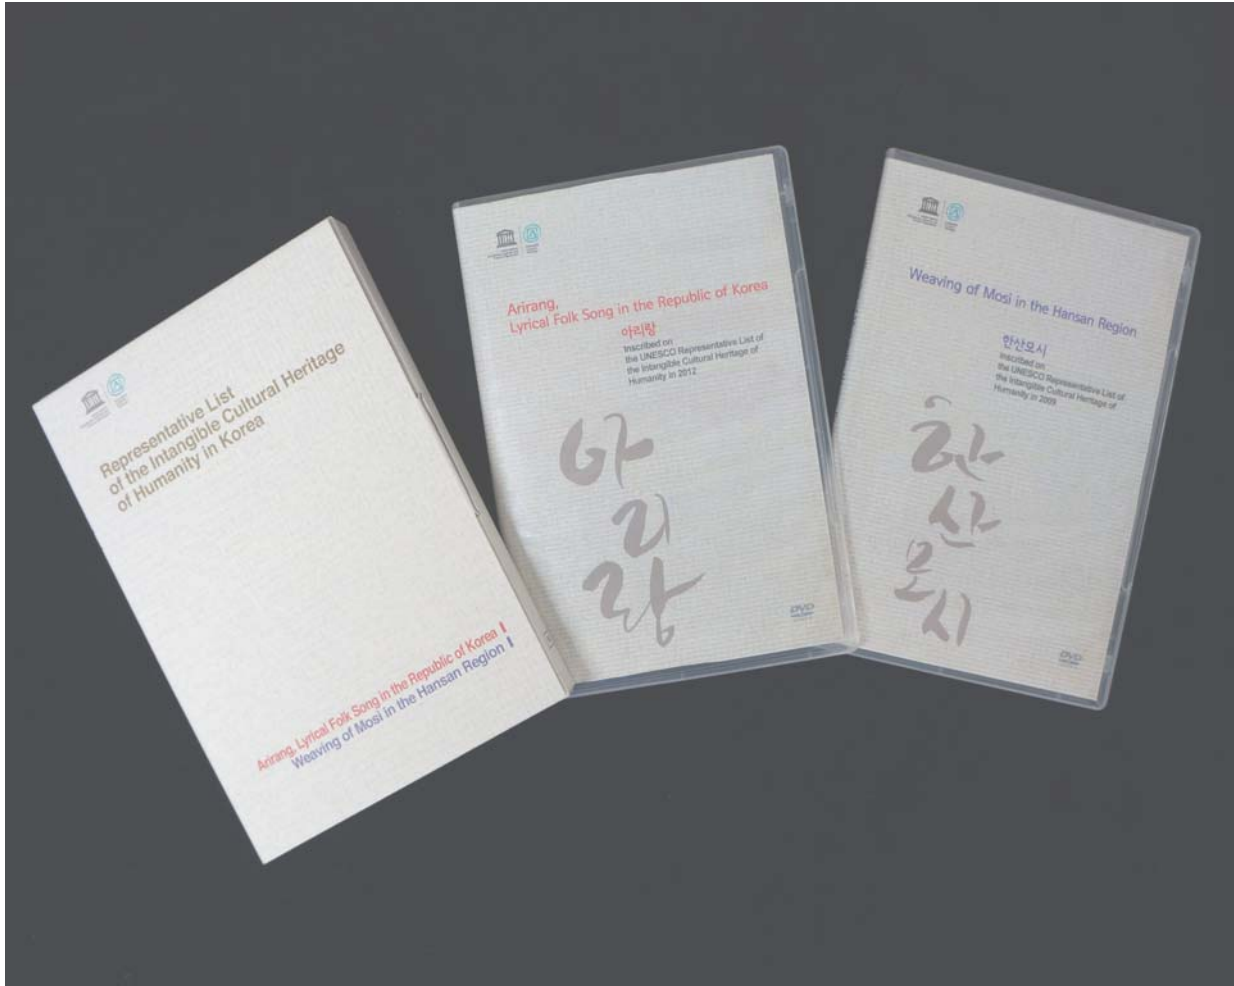 Representative List
of the Intangible Cultural Heritage
of Humanity in Korea
Arirang, Lyrical Folk Song in the Republic of Korea
Weaving of Mosi in the Hansan Region
Arirang,
Lyrical Folk Song in the Republic of Korea
아리랑
Inscribed on
the UNESCO Representative List of
the Intangible Cultural Heritage of
Humanity in 2012
아
리
랑
DVD
Weaving of Mosi in the Hansan Region
한산모시
Inscribed on
the UNESCO Representative List of
the Intangible Cultural Heritage of
Humanity in 2009
한
산
모
시
DVD